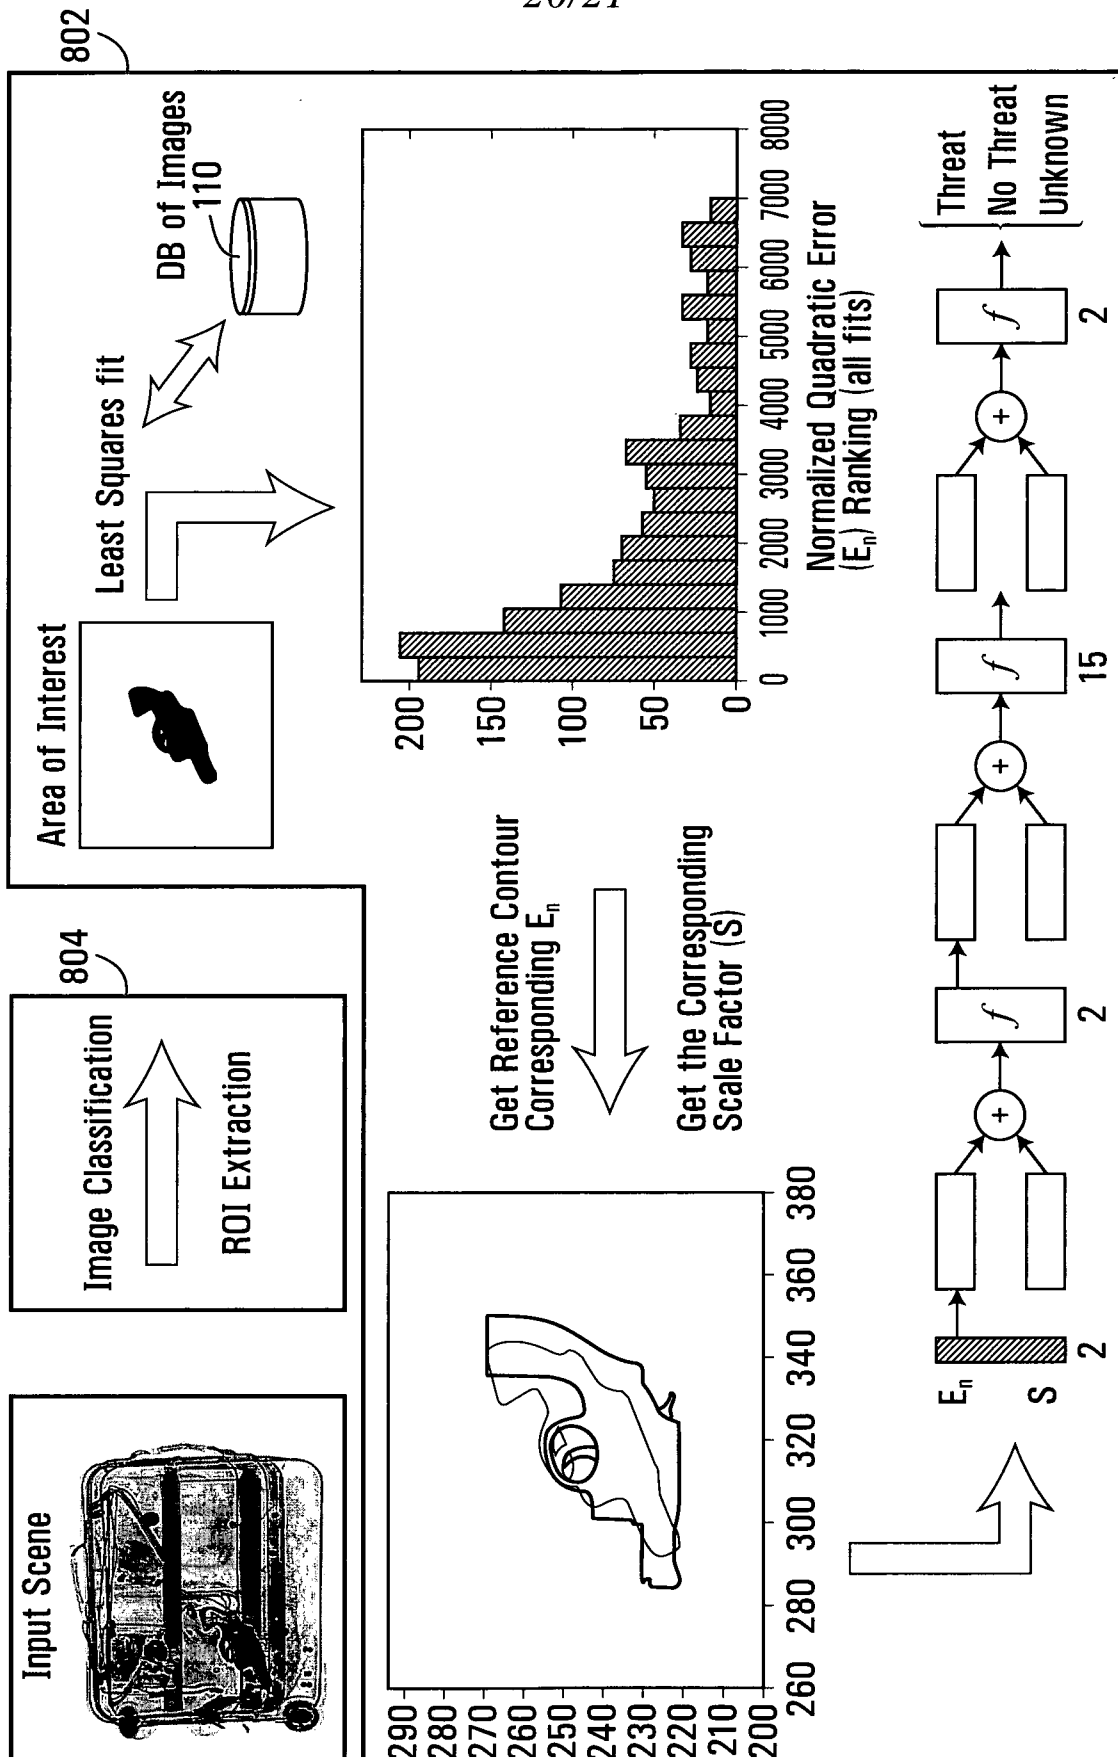 Input Scene
Image Classification
ROI Extraction
804
Area of Interest
Least Squares fit
DB of Images
110
802
290
280
270
260
250
240
230
220
200
260 280 300 320 340 360 380
Get Reference Contour
Corresponding Eₙ
Get the Corresponding
Scale Factor (S)
200
150
100
50
0
0 1000 2000 3000 4000 5000 6000 7000 8000
Normalized Quadratic Error
(Eₙ) Ranking (all fits)
Eₙ
S
2
+
f
2
+
f
15
+
f
2
Threat
No Threat
Unknown